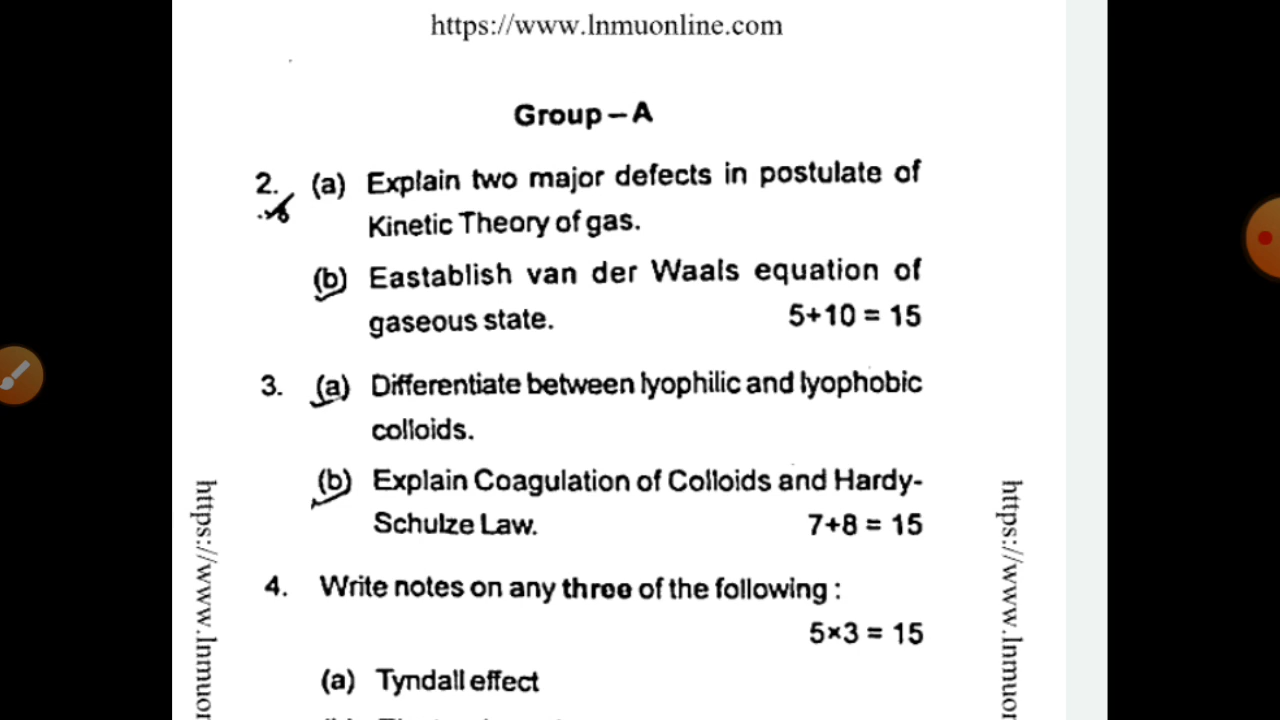 https://www.lnmuonline.com
Group – A
2. (a) Explain two major defects in postulate of
Kinetic Theory of gas.
(b) Eastablish van der Waals equation of
gaseous state. 5+10 = 15
3. (a) Differentiate between lyophilic and lyophobic
colloids.
(b) Explain Coagulation of Colloids and Hardy-
Schulze Law. 7+8 = 15
4. Write notes on any three of the following :
5×3 = 15
(a) Tyndall effect
https://www.lnmuon
https://www.lnmuon